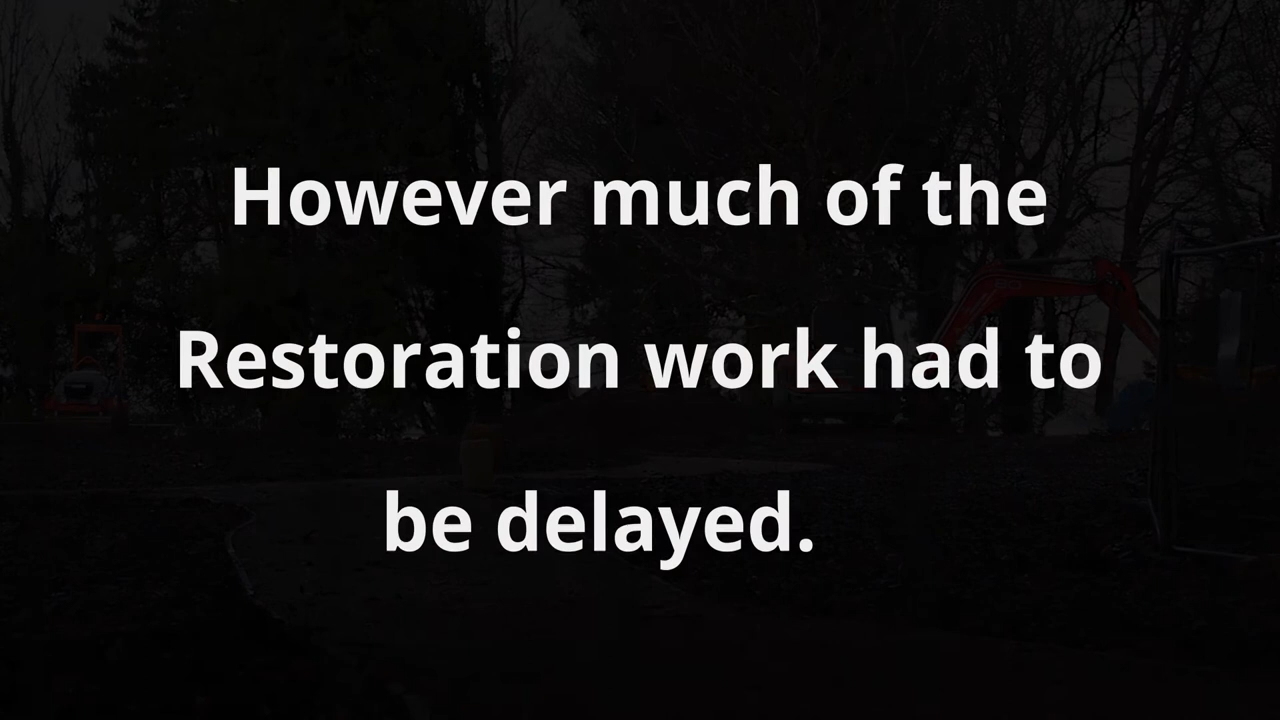 However much of the
Restoration work had to
be delayed.